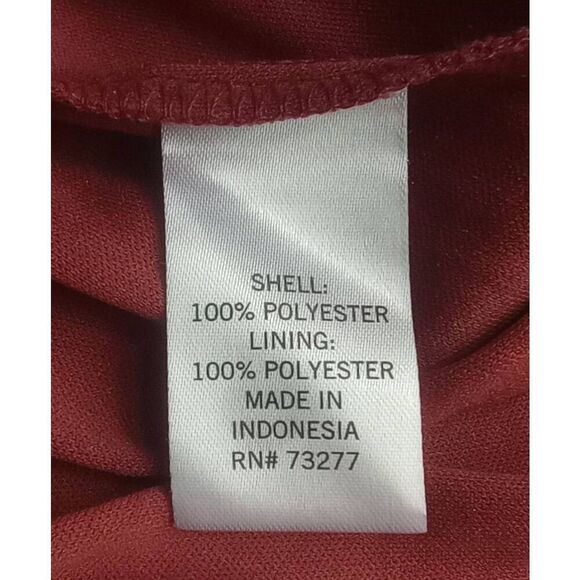 SHELL:
100% POLYESTER
LINING:
100% POLYESTER
MADE IN
INDONESIA
RN# 73277